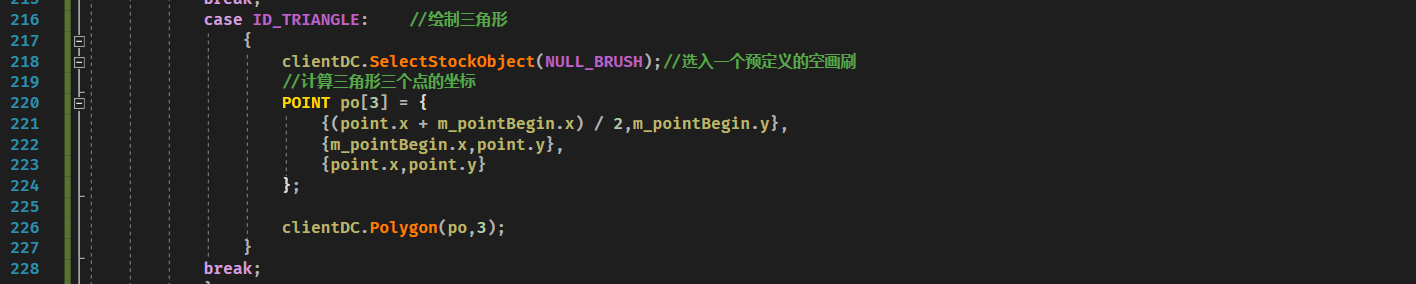 215 break;
216 case ID_TRIANGLE: //绘制三角形
217 {
218 clientDC.SelectStockObject(NULL_BRUSH);//选入一个预定义的空画刷
219 //计算三角形三个点的坐标
220 POINT po[3] = {
221 {(point.x + m_pointBegin.x) / 2,m_pointBegin.y},
222 {m_pointBegin.x,point.y},
223 {point.x,point.y}
224 };
225
226 clientDC.Polygon(po,3);
227 }
228 break;